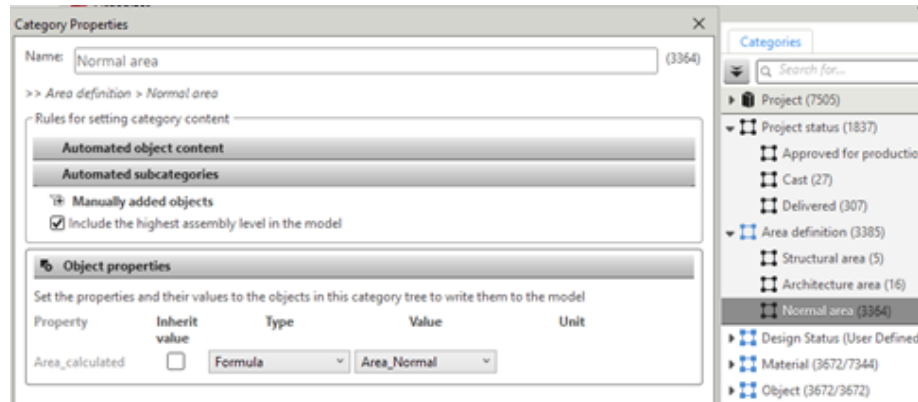 Category Properties
Name: Normal area (3364)
>> Area definition > Normal area
Rules for setting category content
Automated object content
Automated subcategories
Manually added objects
Include the highest assembly level in the model
Object properties
Set the properties and their values to the objects in this category tree to write them to the model
Property Inherit value Type Value Unit
Area_calculated Formula Area_Normal
Categories
Search for...
Project (7505)
Project status (1837)
Approved for productio
Cast (27)
Delivered (307)
Area definition (3385)
Structural area (5)
Architecture area (16)
Normal area (3364)
Design Status (User Defined
Material (3672/7344)
Object (3672/3672)